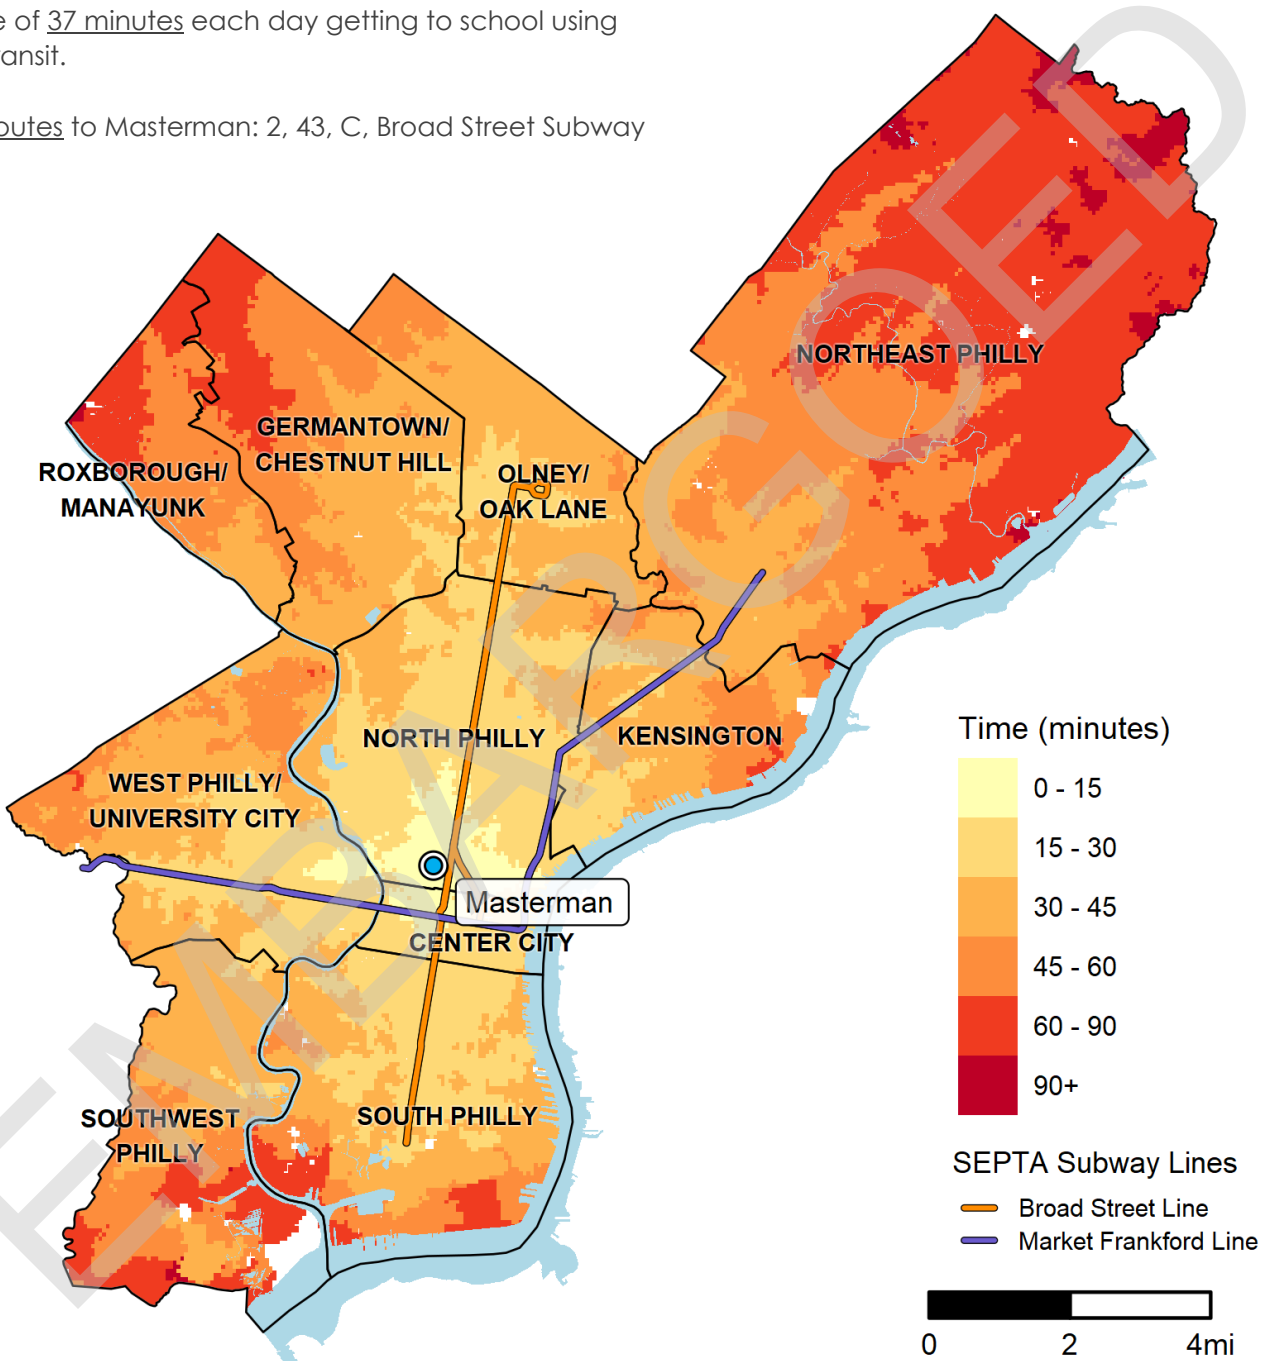 e of 37 minutes each day getting to school using
ransit.
outes to Masterman: 2, 43, C, Broad Street Subway
NORTHEAST PHILLY
GERMANTOWN/
CHESTNUT HILL
ROXBOROUGH/
MANAYUNK
OLNEY/
OAK LANE
NORTH PHILLY
KENSINGTON
WEST PHILLY/
UNIVERSITY CITY
Masterman
CENTER CITY
SOUTHWEST
PHILLY
SOUTH PHILLY
Time (minutes)
0 - 15
15 - 30
30 - 45
45 - 60
60 - 90
90+
SEPTA Subway Lines
Broad Street Line
Market Frankford Line
0 2 4mi
EMBARGOED